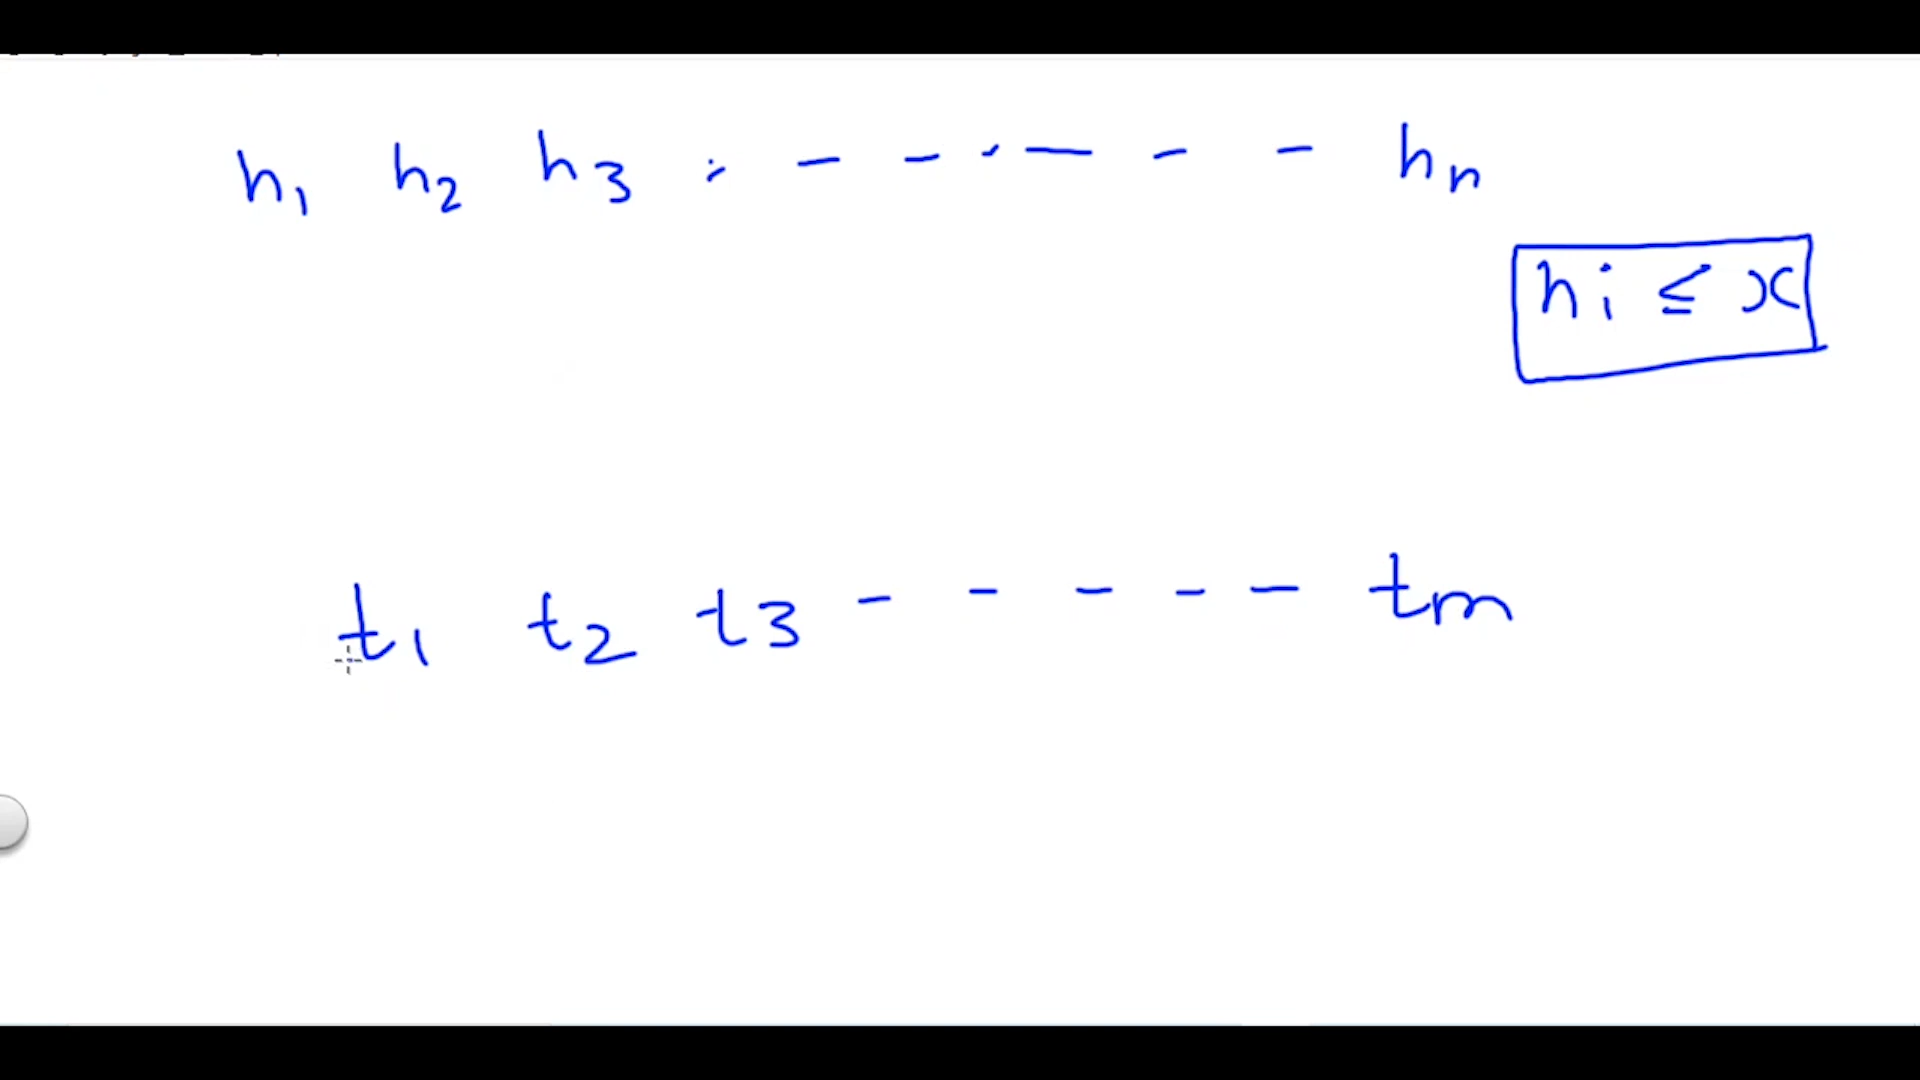 h1 h2 h3 . - - . - - - hn
hi ≤ x
t1 t2 t3 - - - - - tm